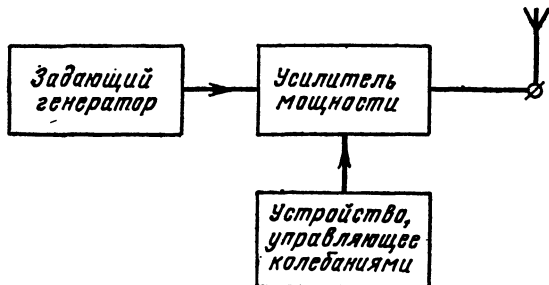 Задающий
генератор
Усилитель
мощности
Устройство,
управляющее
колебаниями